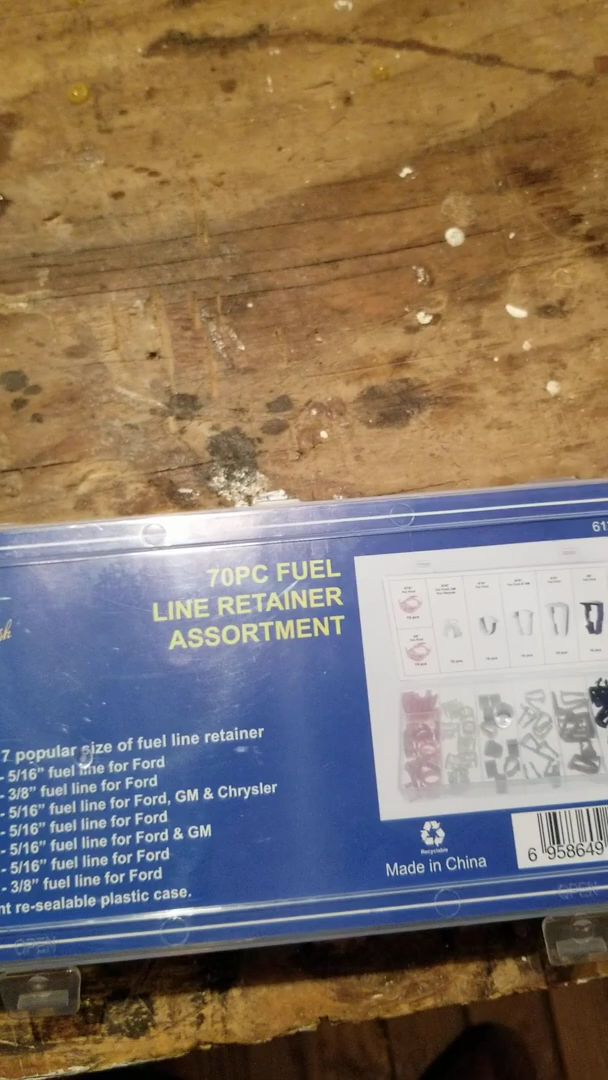 70PC FUEL
LINE RETAINER
ASSORTMENT
7 popular size of fuel line retainer
- 5/16" fuel line for Ford
- 3/8" fuel line for Ford
- 5/16" fuel line for Ford, GM & Chrysler
- 5/16" fuel line for Ford
- 5/16" fuel line for Ford & GM
- 5/16" fuel line for Ford
- 3/8" fuel line for Ford
nt re-sealable plastic case.
Recyclable
Made in China
6 958649
OPEN
OPEN